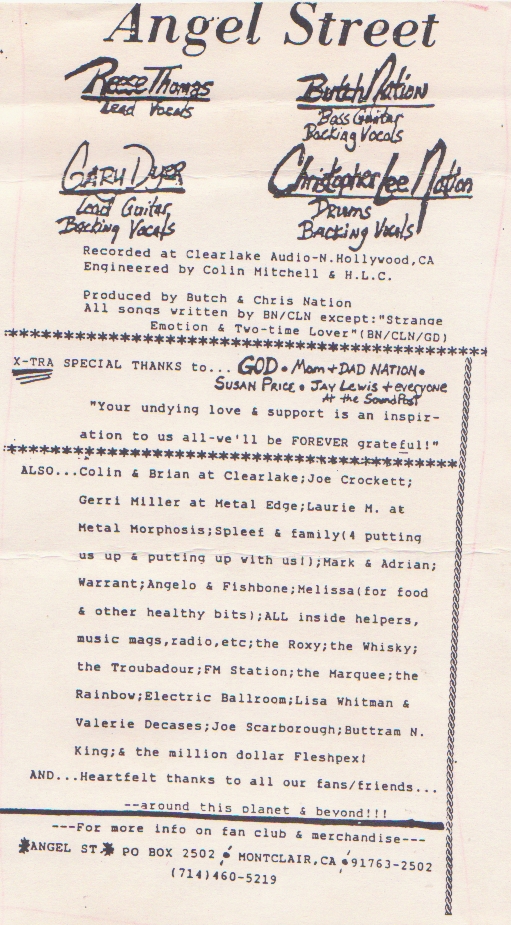 Angel Street
Reese Thomas
Lead Vocals
Butch Nation
Bass Guitar
Backing Vocals
Gary Dyer
Lead Guitar
Backing Vocals
Christopher Lee Nation
Drums
Backing Vocals
Recorded at Clearlake Audio-N.Hollywood,CA
Engineered by Colin Mitchell & H.L.C.
Produced by Butch & Chris Nation
All songs written by BN/CLN except:"Strange
Emotion & Two-time Lover"(BN/CLN/GD)
X-TRA SPECIAL THANKS to... GOD • Mom + DAD NATION •
SUSAN PRICE • JAY LEWIS + everyone
At the SoundPost
"Your undying love & support is an inspir-
ation to us all-we'll be FOREVER grateful!"
ALSO...Colin & Brian at Clearlake;Joe Crockett;
Gerri Miller at Metal Edge;Laurie M. at
Metal Morphosis;Spleef & family(4 putting
us up & putting up with us!);Mark & Adrian;
Warrant;Angelo & Fishbone;Melissa(for food
& other healthy bits);ALL inside helpers,
music mags,radio,etc;the Roxy;the Whisky;
the Troubadour;FM Station;the Marquee;the
Rainbow;Electric Ballroom;Lisa Whitman &
Valerie Decases;Joe Scarborough;Buttram N.
King;& the million dollar Fleshpex!
AND...Heartfelt thanks to all our fans/friends...
--around this planet & beyond!!!
---For more info on fan club & merchandise---
*ANGEL ST.* PO BOX 2502 • MONTCLAIR,CA • 91763-2502
(714)460-5219